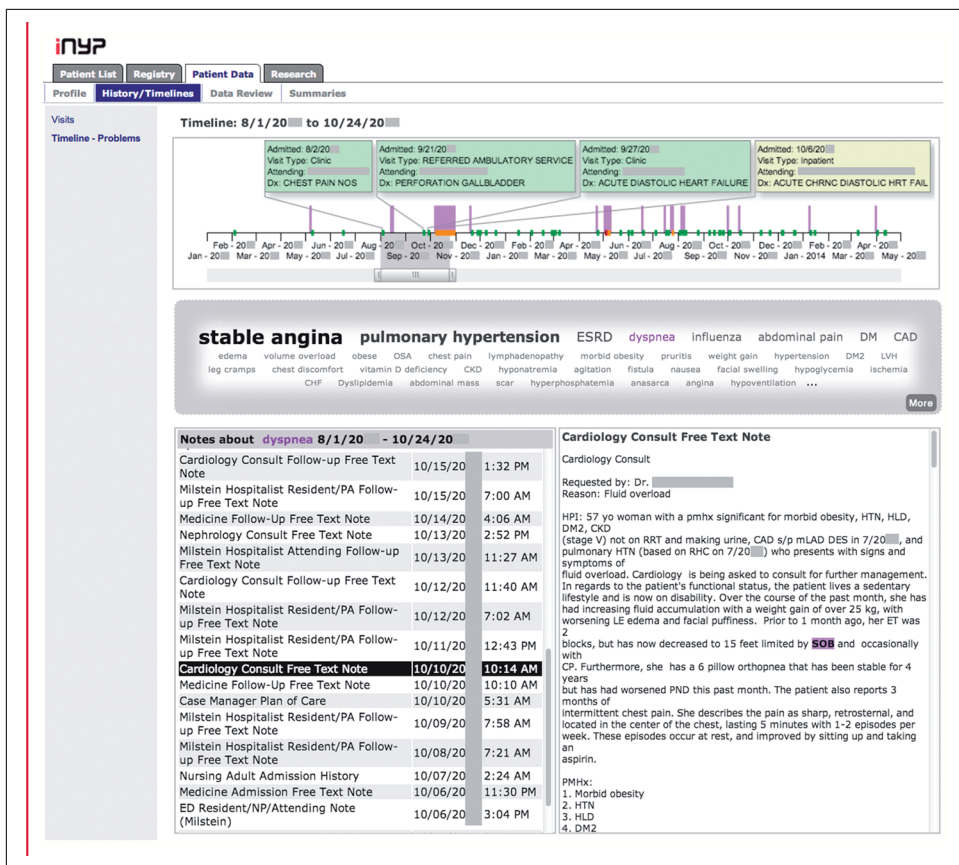 iNYP
Patient List Registry Patient Data Research
Profile History/Timelines Data Review Summaries
Visits
Timeline - Problems
Timeline: 8/1/20 to 10/24/20
Admitted: 8/2/20
Visit Type: Clinic
Attending:
Dx: CHEST PAIN NOS
Admitted: 9/21/20
Visit Type: REFERRED AMBULATORY SERVICE
Attending:
Dx: PERFORATION GALLBLADDER
Admitted: 9/27/20
Visit Type: Clinic
Attending:
Dx: ACUTE DIASTOLIC HEART FAILURE
Admitted: 10/6/20
Visit Type: Inpatient
Attending:
Dx: ACUTE CHRNC DIASTOLIC HRT FAIL
Feb - 20 Apr - 20 Jun - 20 Aug - 20 Oct - 20 Dec - 20 Feb - 20 Apr - 20 Jun - 20 Aug - 20 Oct - 20 Dec - 20 Feb - 20 Apr - 20
Jan - 20 Mar - 20 May - 20 Jul - 20 Sep - 20 Nov - 20 Jan - 20 Mar - 20 May - 20 Jul - 20 Sep - 20 Nov - 20 Jan - 2014 Mar - 20 May - 20
stable angina pulmonary hypertension ESRD dyspnea influenza abdominal pain DM CAD
edema volume overload obese OSA chest pain lymphadenopathy morbid obesity pruritis weight gain hypertension DM2 LVH
leg cramps chest discomfort vitamin D deficiency CKD hyponatremia agitation fistula nausea facial swelling hypoglycemia ischemia
CHF Dyslipidemia abdominal mass scar hyperphosphatemia anasarca angina hypoventilation ...
More
Notes about dyspnea 8/1/20 - 10/24/20
Cardiology Consult Follow-up Free Text
Note 10/15/20 1:32 PM
Milstein Hospitalist Resident/PA Follow-
up Free Text Note 10/15/20 7:00 AM
Medicine Follow-Up Free Text Note 10/14/20 4:06 AM
Nephrology Consult Free Text Note 10/13/20 2:52 PM
Milstein Hospitalist Attending Follow-up
Free Text Note 10/13/20 11:27 AM
Cardiology Consult Follow-up Free Text
Note 10/12/20 11:40 AM
Milstein Hospitalist Resident/PA Follow-
up Free Text Note 10/12/20 7:02 AM
Milstein Hospitalist Resident/PA Follow-
up Free Text Note 10/11/20 12:43 PM
Cardiology Consult Free Text Note 10/10/20 10:14 AM
Medicine Follow-Up Free Text Note 10/10/20 10:10 AM
Case Manager Plan of Care 10/10/20 5:31 AM
Milstein Hospitalist Resident/PA Follow-
up Free Text Note 10/09/20 7:58 AM
Milstein Hospitalist Resident/PA Follow-
up Free Text Note 10/08/20 7:21 AM
Nursing Adult Admission History 10/07/20 2:24 AM
Medicine Admission Free Text Note 10/06/20 11:30 PM
ED Resident/NP/Attending Note
(Milstein) 10/06/20 3:04 PM
Cardiology Consult Free Text Note
Cardiology Consult
Requested by: Dr.
Reason: Fluid overload
HPI: 57 yo woman with a pmhx significant for morbid obesity, HTN, HLD,
DM2, CKD
(stage V) not on RRT and making urine, CAD s/p mLAD DES in 7/20 , and
pulmonary HTN (based on RHC on 7/20 ) who presents with signs and
symptoms of
fluid overload. Cardiology is being asked to consult for further management.
In regards to the patient's functional status, the patient lives a sedentary
lifestyle and is now on disability. Over the course of the past month, she has
had increasing fluid accumulation with a weight gain of over 25 kg, with
worsening LE edema and facial puffiness. Prior to 1 month ago, her ET was
2
blocks, but has now decreased to 15 feet limited by SOB and occasionally
with
CP. Furthermore, she has a 6 pillow orthopnea that has been stable for 4
years
but has had worsened PND this past month. The patient also reports 3
months of
intermittent chest pain. She describes the pain as sharp, retrosternal, and
located in the center of the chest, lasting 5 minutes with 1-2 episodes per
week. These episodes occur at rest, and improved by sitting up and taking
an
aspirin.
PMHx:
1. Morbid obesity
2. HTN
3. HLD
4. DM2